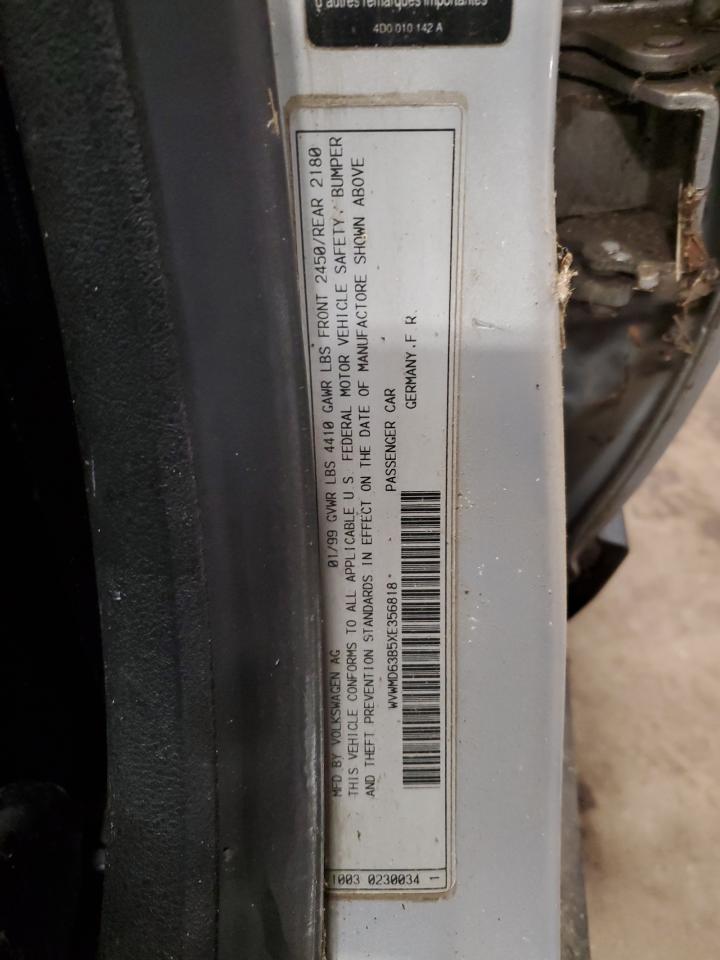 d'autres remarques importantes
4D0 010 142 A
MFD BY VOLKSWAGEN AG 01/99 GVWR LBS 4410 GAWR LBS FRONT 2450/REAR 2180
THIS VEHICLE CONFORMS TO ALL APPLICABLE U S FEDERAL MOTOR VEHICLE SAFETY, BUMPER
AND THEFT PREVENTION STANDARDS IN EFFECT ON THE DATE OF MANUFACTORE SHOWN ABOVE
WVWMD63B5XE356818 PASSENGER CAR
GERMANY.F R.
1003 0230034 1